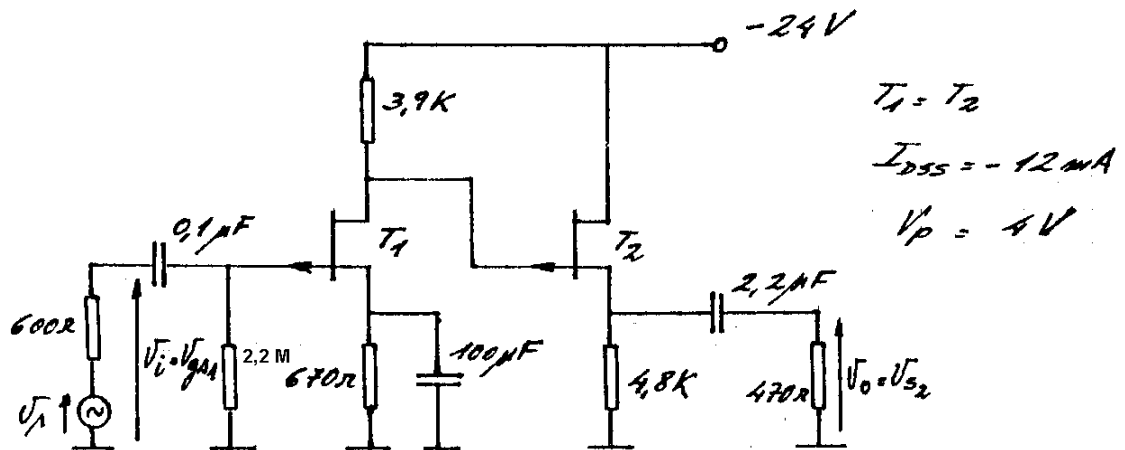 -24V
3,9K
T1 = T2
IDSS = - 12 mA
Vp = 4V
0,1µF
T1
T2
2,2µF
600Ω
Vi=Vgs1
2,2 M
670Ω
100µF
4,8K
470Ω
V0=Vs2
V1